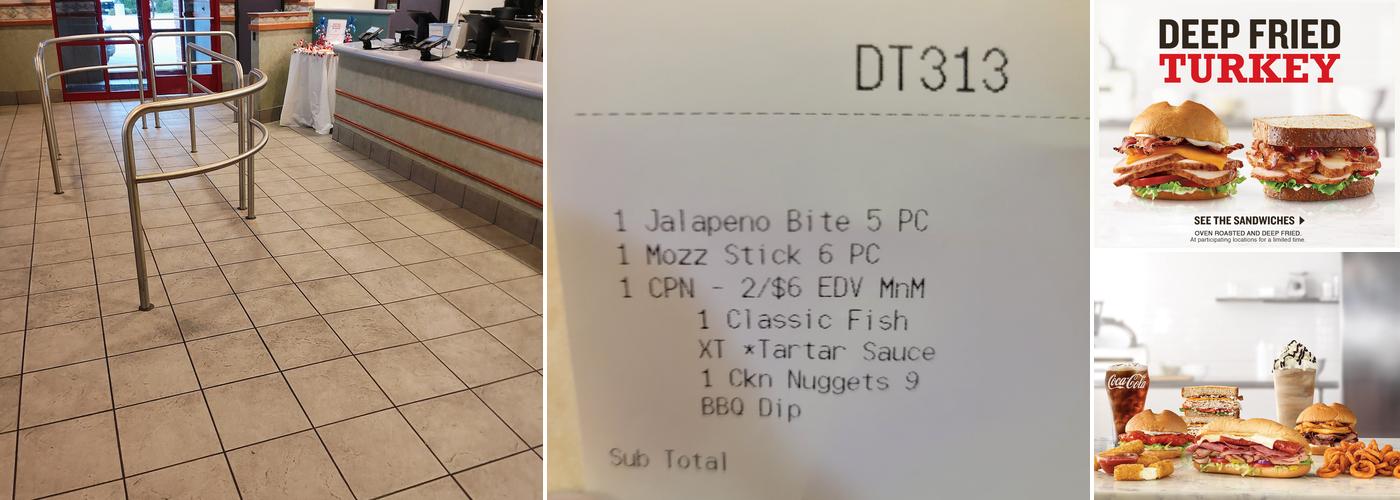 DT313
1 Jalapeno Bite 5 PC
1 Mozz Stick 6 PC
1 CPN - 2/$6 EDV MnM
1 Classic Fish
XT *Tartar Sauce
1 Ckn Nuggets 9
BBQ Dip
Sub Total
DEEP FRIED
TURKEY
SEE THE SANDWICHES
OVEN ROASTED AND DEEP FRIED.
At participating locations for a limited time.
Coca-Cola